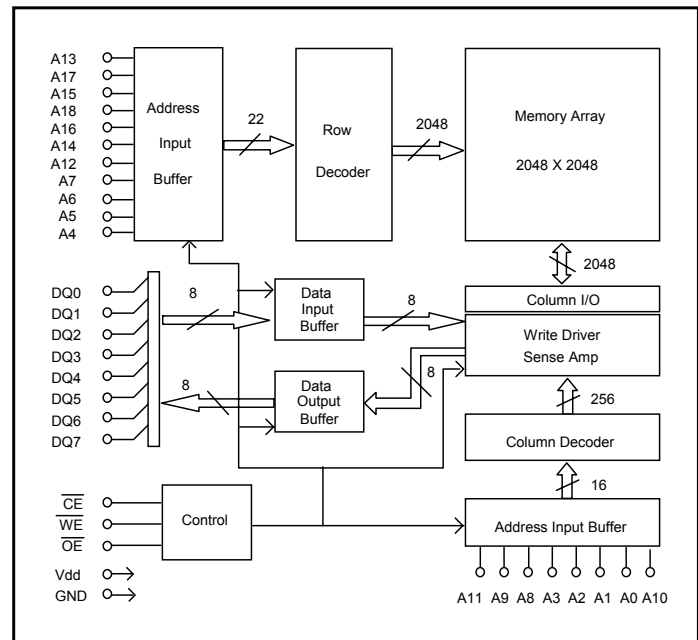 A13
A17
A15
A18
A16
A14
A12
A7
A6
A5
A4
Address
Input
Buffer
22
Row
Decoder
2048
Memory Array
2048 X 2048
2048
Column I/O
Write Driver
Sense Amp
DQ0
DQ1
DQ2
DQ3
DQ4
DQ5
DQ6
DQ7
8
Data
Input
Buffer
8
8
Data
Output
Buffer
8
256
Column Decoder
16
Address Input Buffer
CE
WE
OE
Control
Vdd
GND
A11 A9 A8 A3 A2 A1 A0 A10